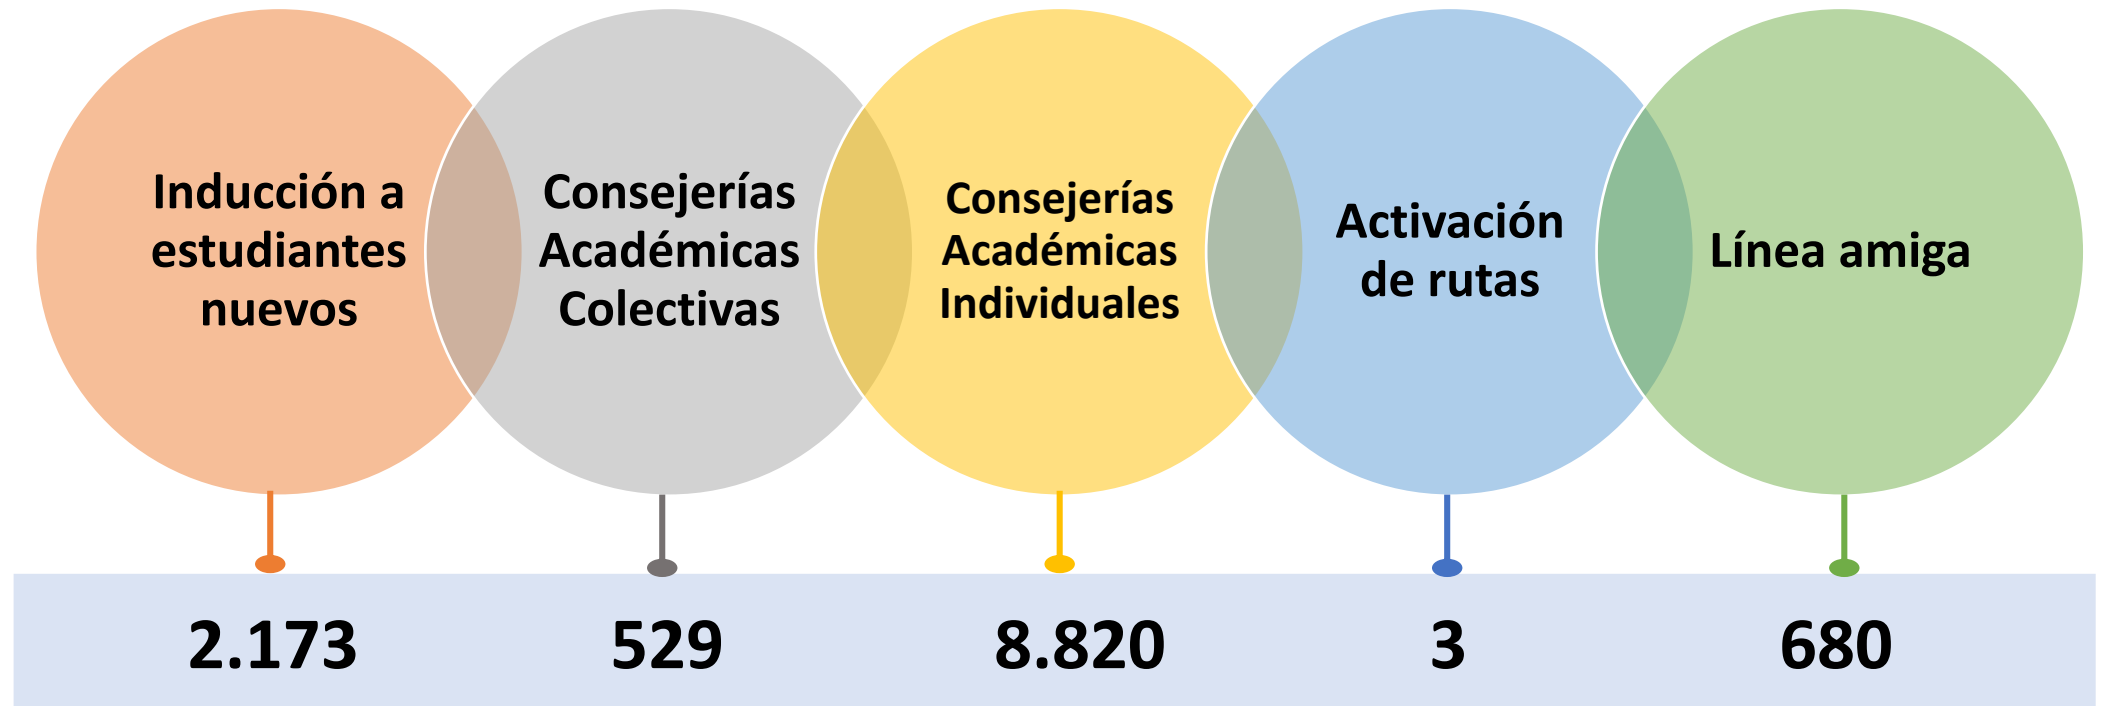 Inducción a
estudiantes
nuevos
Consejerías
Académicas
Colectivas
Consejerías
Académicas
Individuales
Activación
de rutas
Línea amiga
2.173
529
8.820
3
680